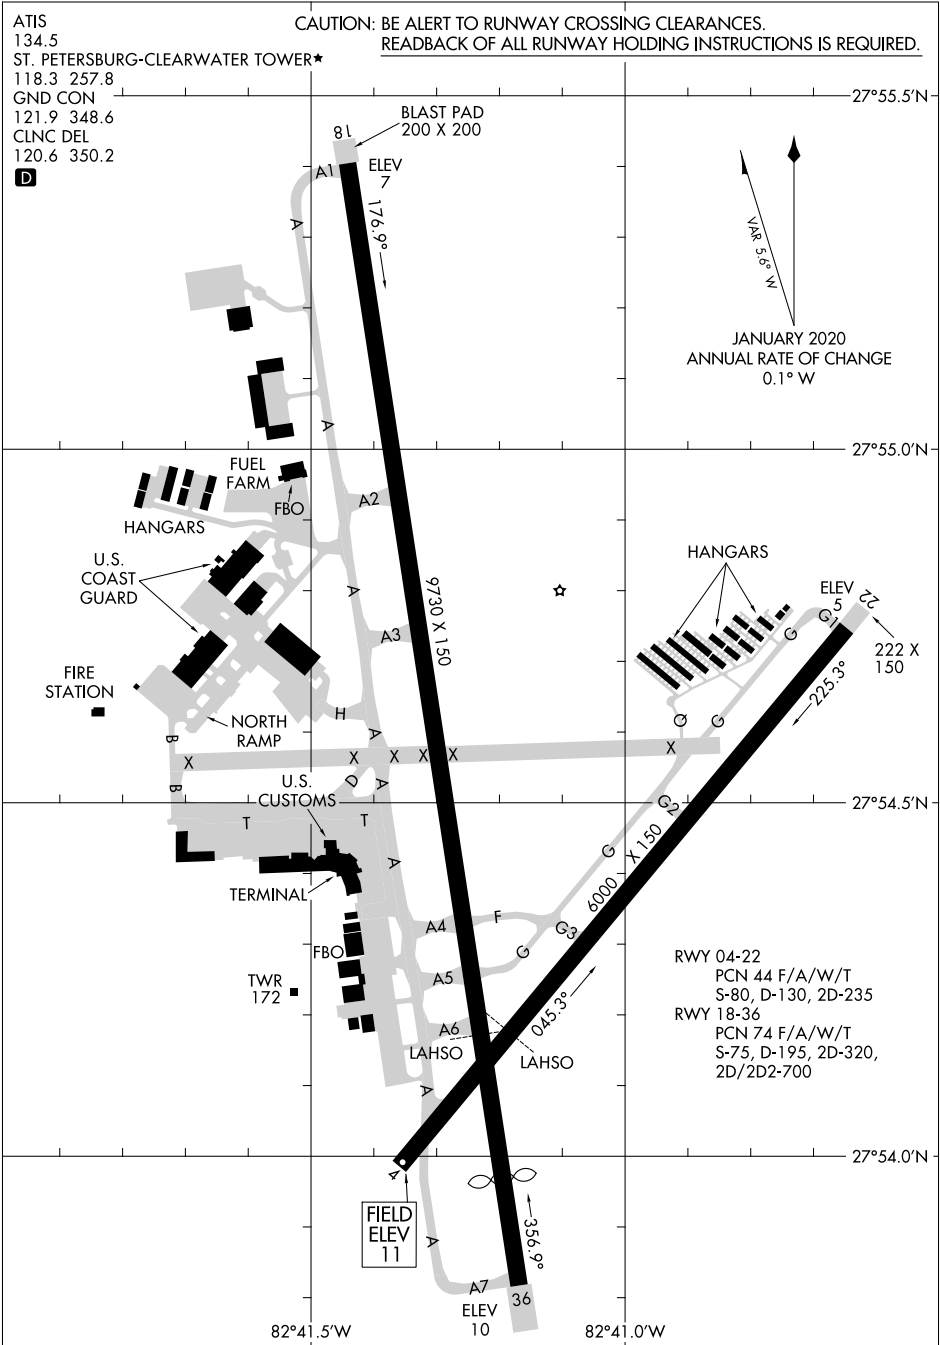 ATIS
134.5
ST. PETERSBURG-CLEARWATER TOWER★
118.3 257.8
GND CON
121.9 348.6
CLNC DEL
120.6 350.2
D
CAUTION: BE ALERT TO RUNWAY CROSSING CLEARANCES.
READBACK OF ALL RUNWAY HOLDING INSTRUCTIONS IS REQUIRED.
27°55.5'N
BLAST PAD
200 X 200
18
A1
ELEV
7
176.9°
A
VAR 5.6° W
JANUARY 2020
ANNUAL RATE OF CHANGE
0.1° W
A
27°55.0'N
FUEL
FARM
FBO
A2
HANGARS
U.S.
COAST
GUARD
A
9730 X 150
A3
HANGARS
ELEV
5
22
G1
G
222 X
150
225.3°
FIRE
STATION
NORTH
RAMP
H
Q
G
B
A
X
X
X
X
X
X
B
D
A
U.S.
CUSTOMS
27°54.5'N
G2
T
T
A
G
6000 X 150
TERMINAL
A4
F
G3
FBO
G
A5
TWR
172
045.3°
A6
LAHSO
LAHSO
RWY 04-22
PCN 44 F/A/W/T
S-80, D-130, 2D-235
RWY 18-36
PCN 74 F/A/W/T
S-75, D-195, 2D-320,
2D/2D2-700
A
27°54.0'N
4
FIELD
ELEV
11
A
356.9°
A7
36
ELEV
10
82°41.5'W
82°41.0'W